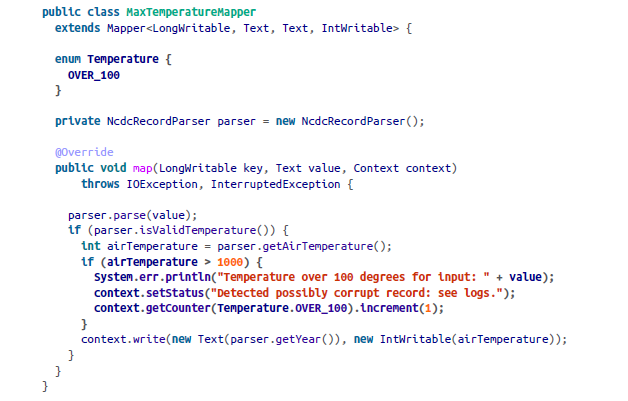 public class MaxTemperatureMapper
extends Mapper<LongWritable, Text, Text, IntWritable> {
enum Temperature {
OVER_100
}
private NcdcRecordParser parser = new NcdcRecordParser();
@Override
public void map(LongWritable key, Text value, Context context)
throws IOException, InterruptedException {
parser.parse(value);
if (parser.isValidTemperature()) {
int airTemperature = parser.getAirTemperature();
if (airTemperature > 1000) {
System.err.println("Temperature over 100 degrees for input: " + value);
context.setStatus("Detected possibly corrupt record: see logs.");
context.getCounter(Temperature.OVER_100).increment(1);
}
context.write(new Text(parser.getYear()), new IntWritable(airTemperature));
}
}
}